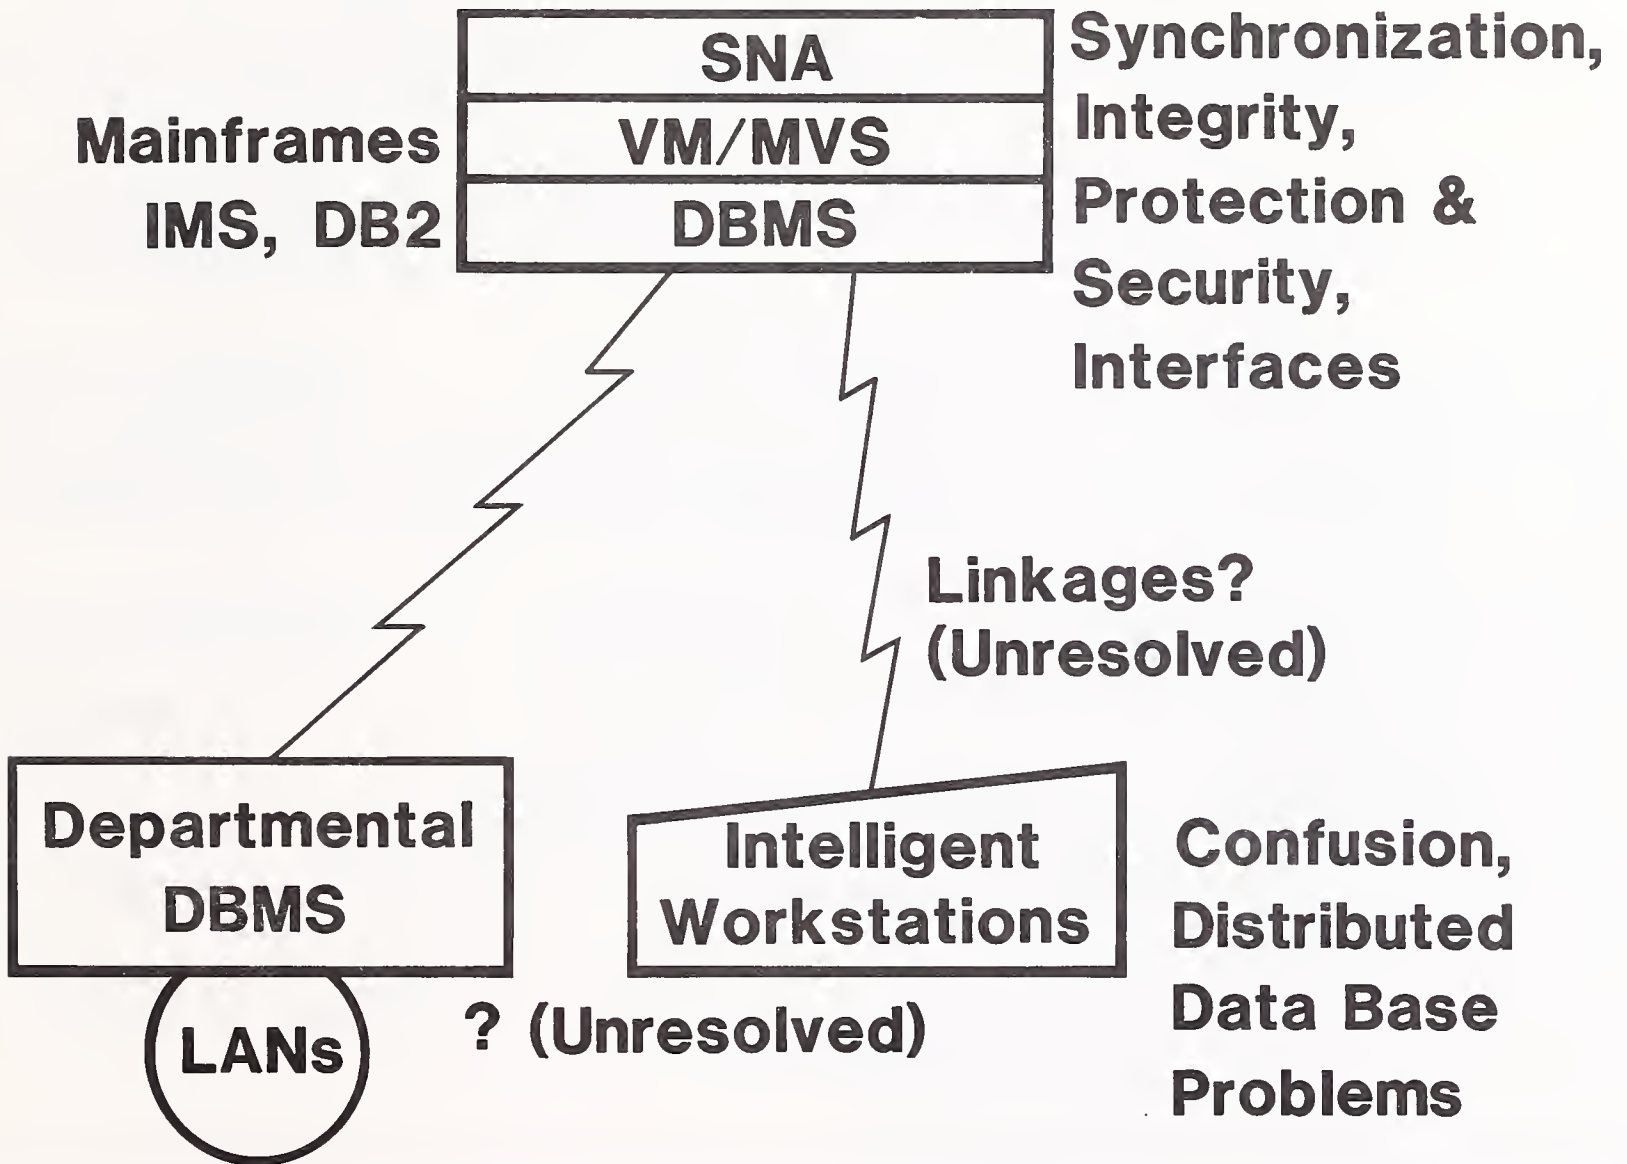 SNA
VM/MVS
DBMS
Mainframes
IMS, DB2
Synchronization,
Integrity,
Protection &
Security,
Interfaces
Linkages?
(Unresolved)
Departmental
DBMS
LANs
? (Unresolved)
Intelligent
Workstations
Confusion,
Distributed
Data Base
Problems